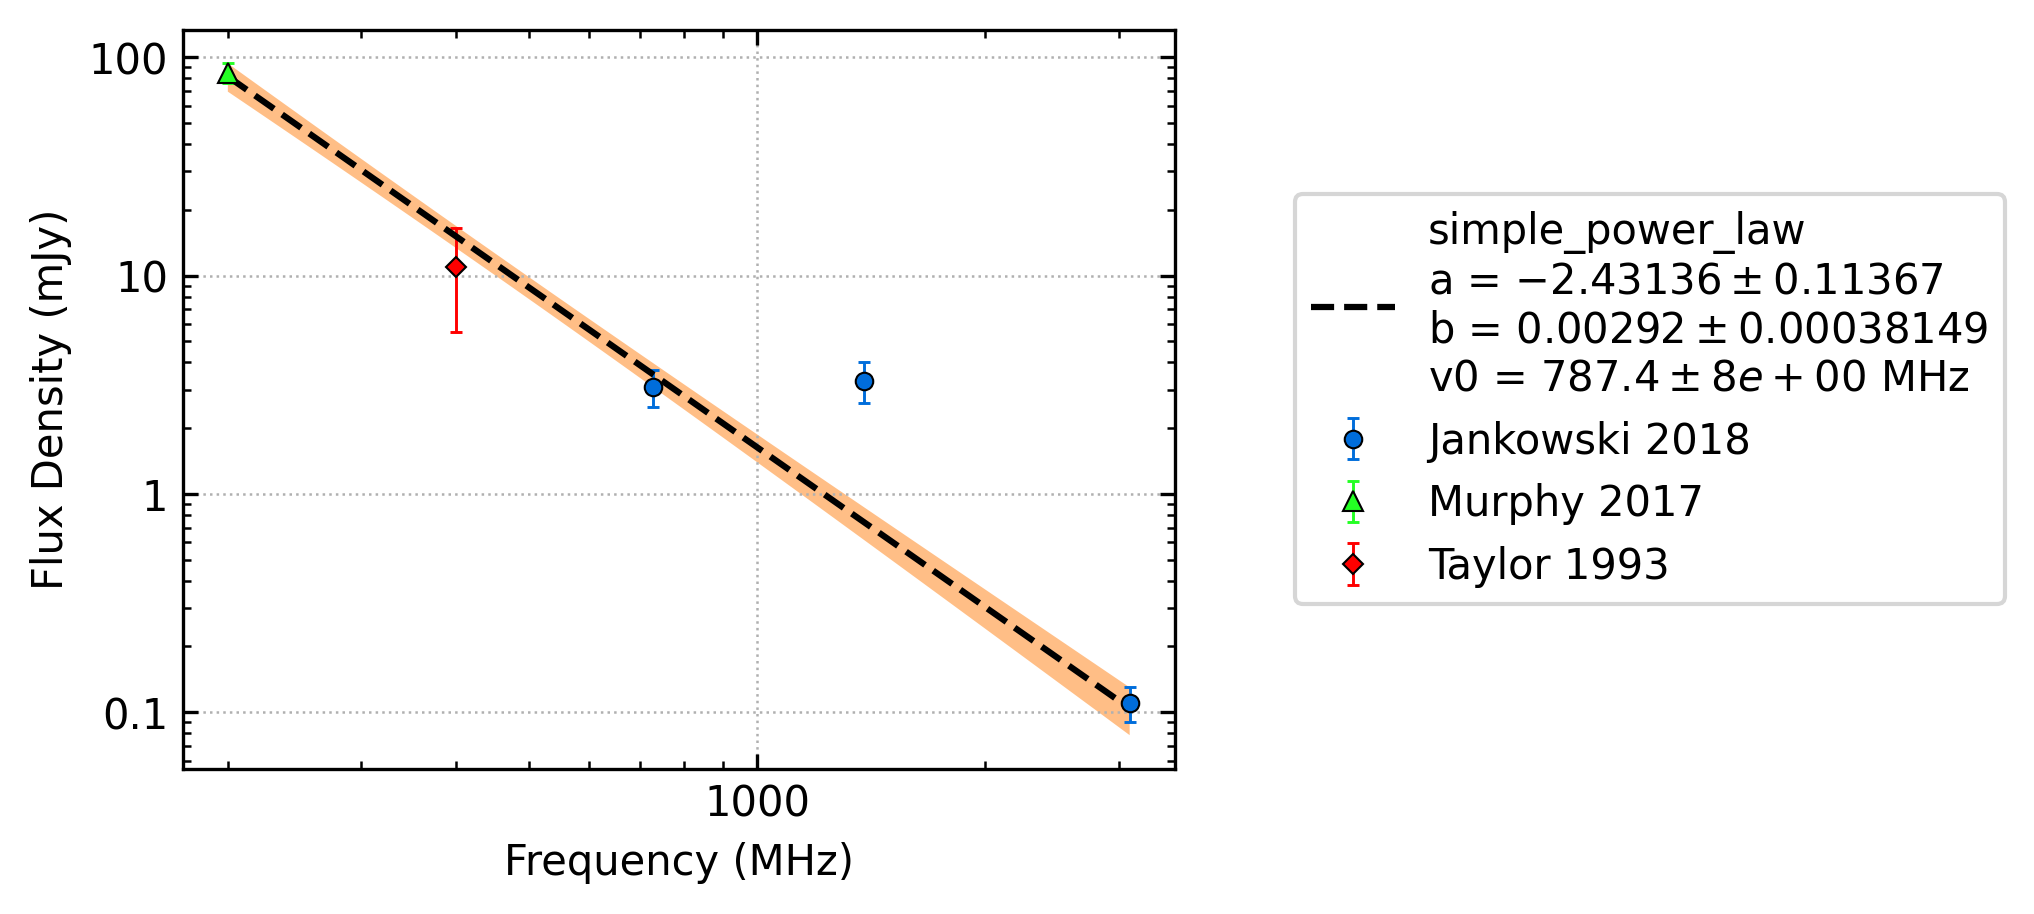 100
10
1
0.1
Flux Density (mJy)
1000
Frequency (MHz)
simple_power_law
a = −2.43136 ± 0.11367
b = 0.00292 ± 0.00038149
v0 = 787.4 ± 8e + 00 MHz
Jankowski 2018
Murphy 2017
Taylor 1993